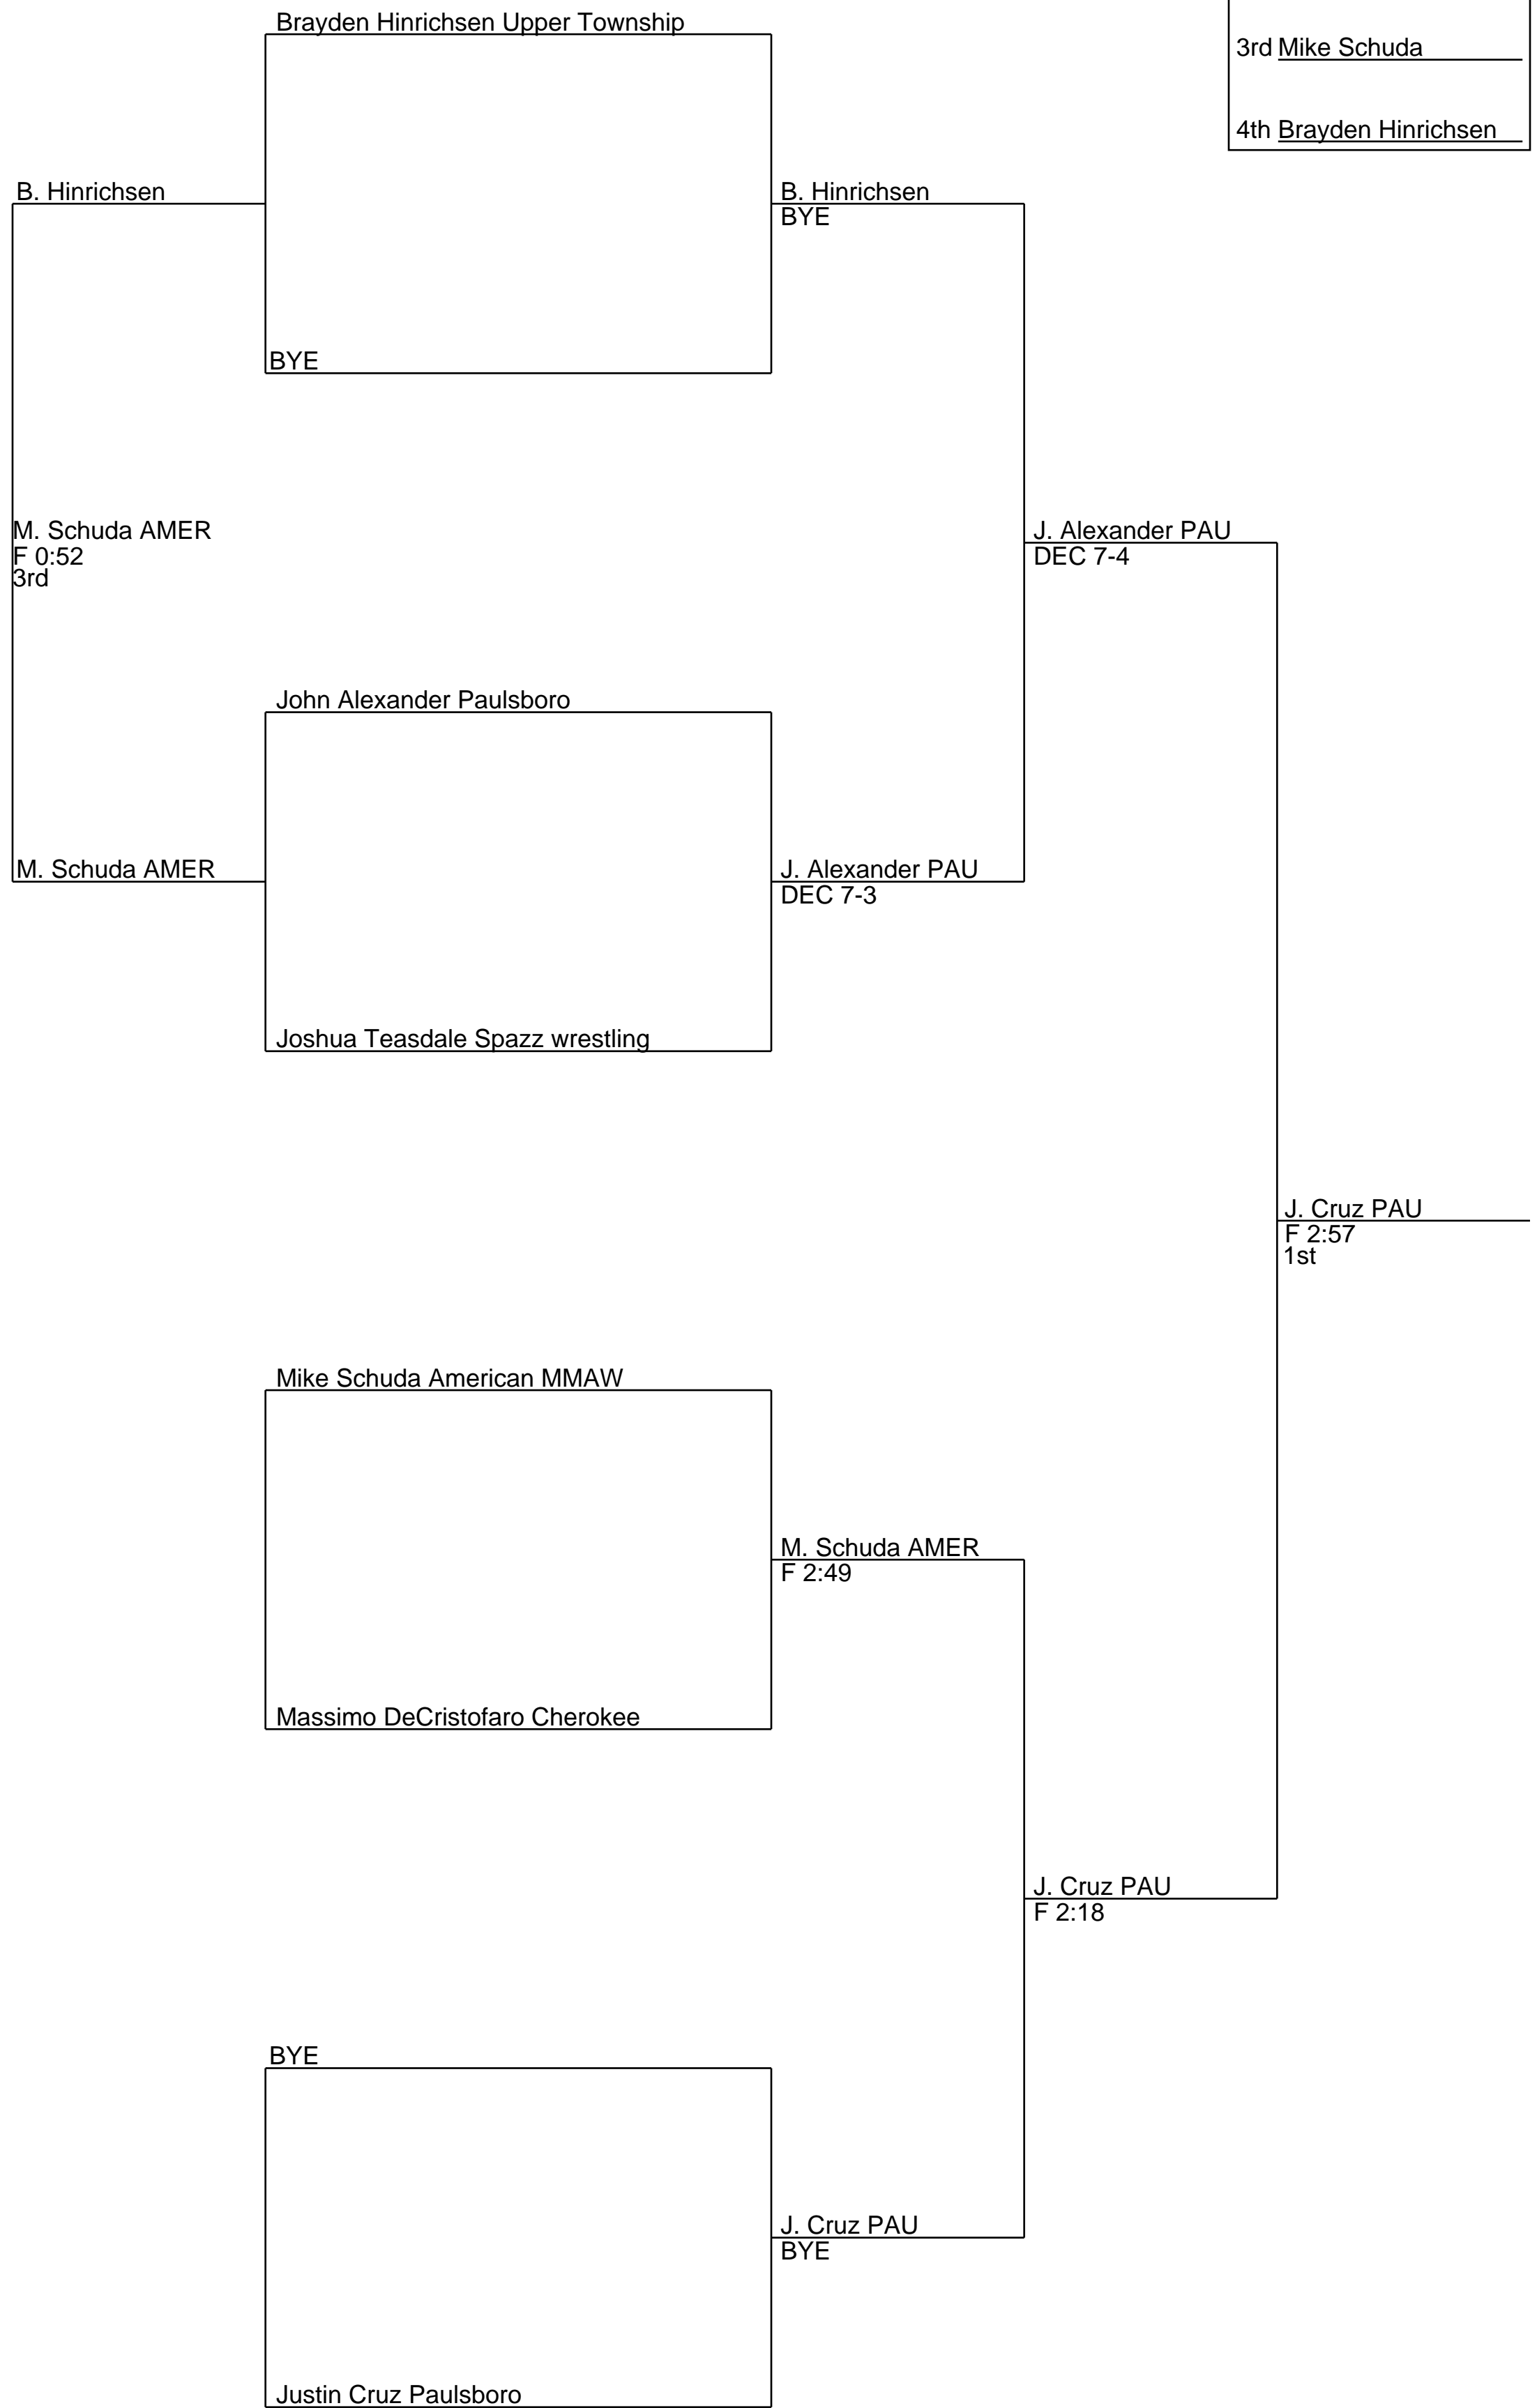 Brayden Hinrichsen Upper Township
3rd Mike Schuda
4th Brayden Hinrichsen
B. Hinrichsen
B. Hinrichsen
BYE
BYE
M. Schuda AMER
F 0:52
3rd
J. Alexander PAU
DEC 7-4
John Alexander Paulsboro
M. Schuda AMER
J. Alexander PAU
DEC 7-3
Joshua Teasdale Spazz wrestling
J. Cruz PAU
F 2:57
1st
Mike Schuda American MMAW
M. Schuda AMER
F 2:49
Massimo DeCristofaro Cherokee
J. Cruz PAU
F 2:18
BYE
J. Cruz PAU
BYE
Justin Cruz Paulsboro